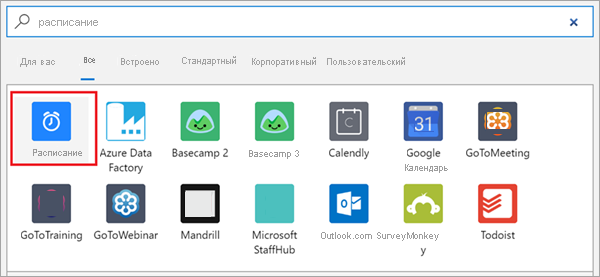 расписание
Для вас Все Встроено Стандартный Корпоративный Пользовательский
Расписание Azure Data Factory Basecamp 2 Basecamp 3 Calendly Google Календарь GoToMeeting
31
C
GoToTraining GoToWebinar Mandrill Microsoft StaffHub Outlook.com SurveyMonkey y Todoist